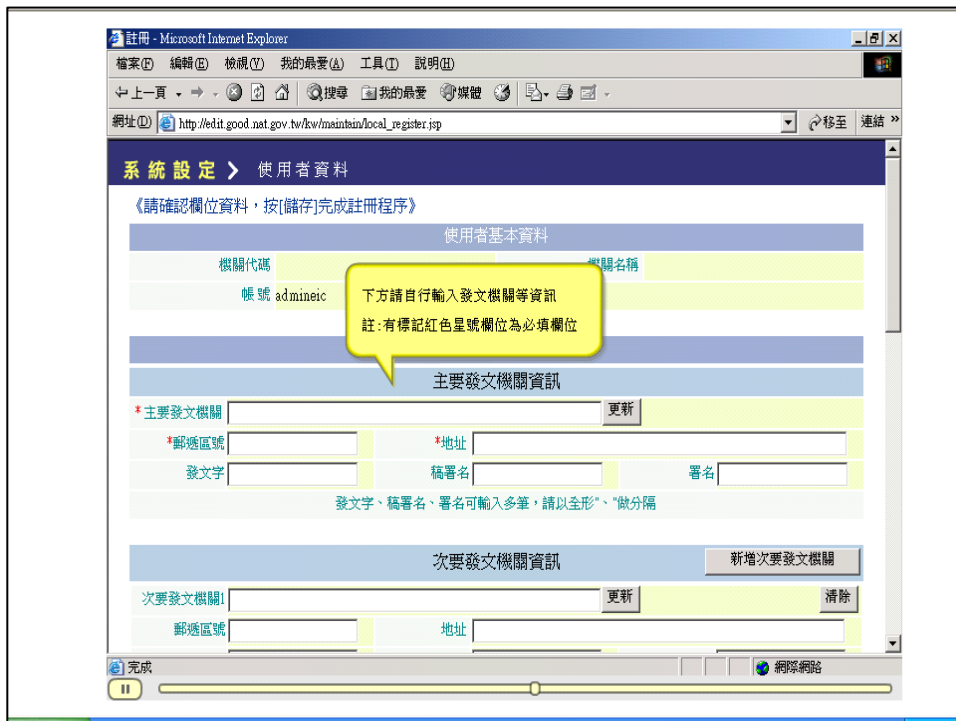 註冊 - Microsoft Internet Explorer
檔案(F) 編輯(E) 檢視(V) 我的最愛(A) 工具(T) 說明(H)
上一頁 搜尋 我的最愛 媒體
網址(D) http://edit.good.nat.gov.tw/kw/maintain/local_register.jsp 移至 連結 »
系統設定 使用者資料
《請確認欄位資料，按[儲存]完成註冊程序》
使用者基本資料
機關代碼 機關名稱
帳號 admineic
下方請自行輸入發文機關等資訊
註:有標記紅色星號欄位為必填欄位
主要發文機關資訊
*主要發文機關 更新
*郵遞區號 *地址
發文字 稿署名 署名
發文字、稿署名、署名可輸入多筆，請以全形"、"做分隔
次要發文機關資訊 新增次要發文機關
次要發文機關1 更新 清除
郵遞區號 地址
完成 網際網路